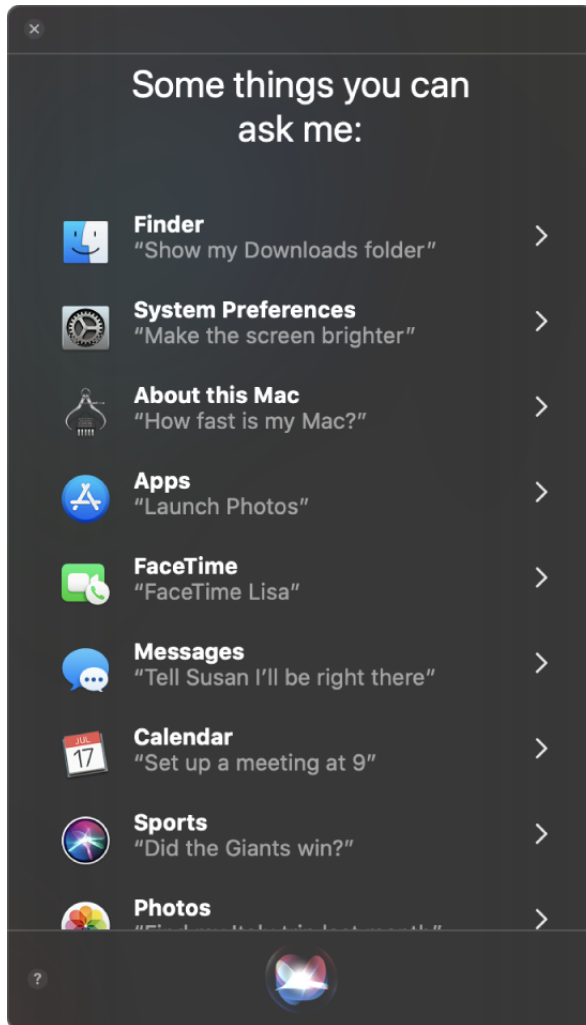 Some things you can
ask me:
Finder
“Show my Downloads folder”
System Preferences
“Make the screen brighter”
About this Mac
“How fast is my Mac?”
Apps
“Launch Photos”
FaceTime
“FaceTime Lisa”
Messages
“Tell Susan I’ll be right there”
Calendar
“Set up a meeting at 9”
JUL
17
Sports
“Did the Giants win?”
Photos
?